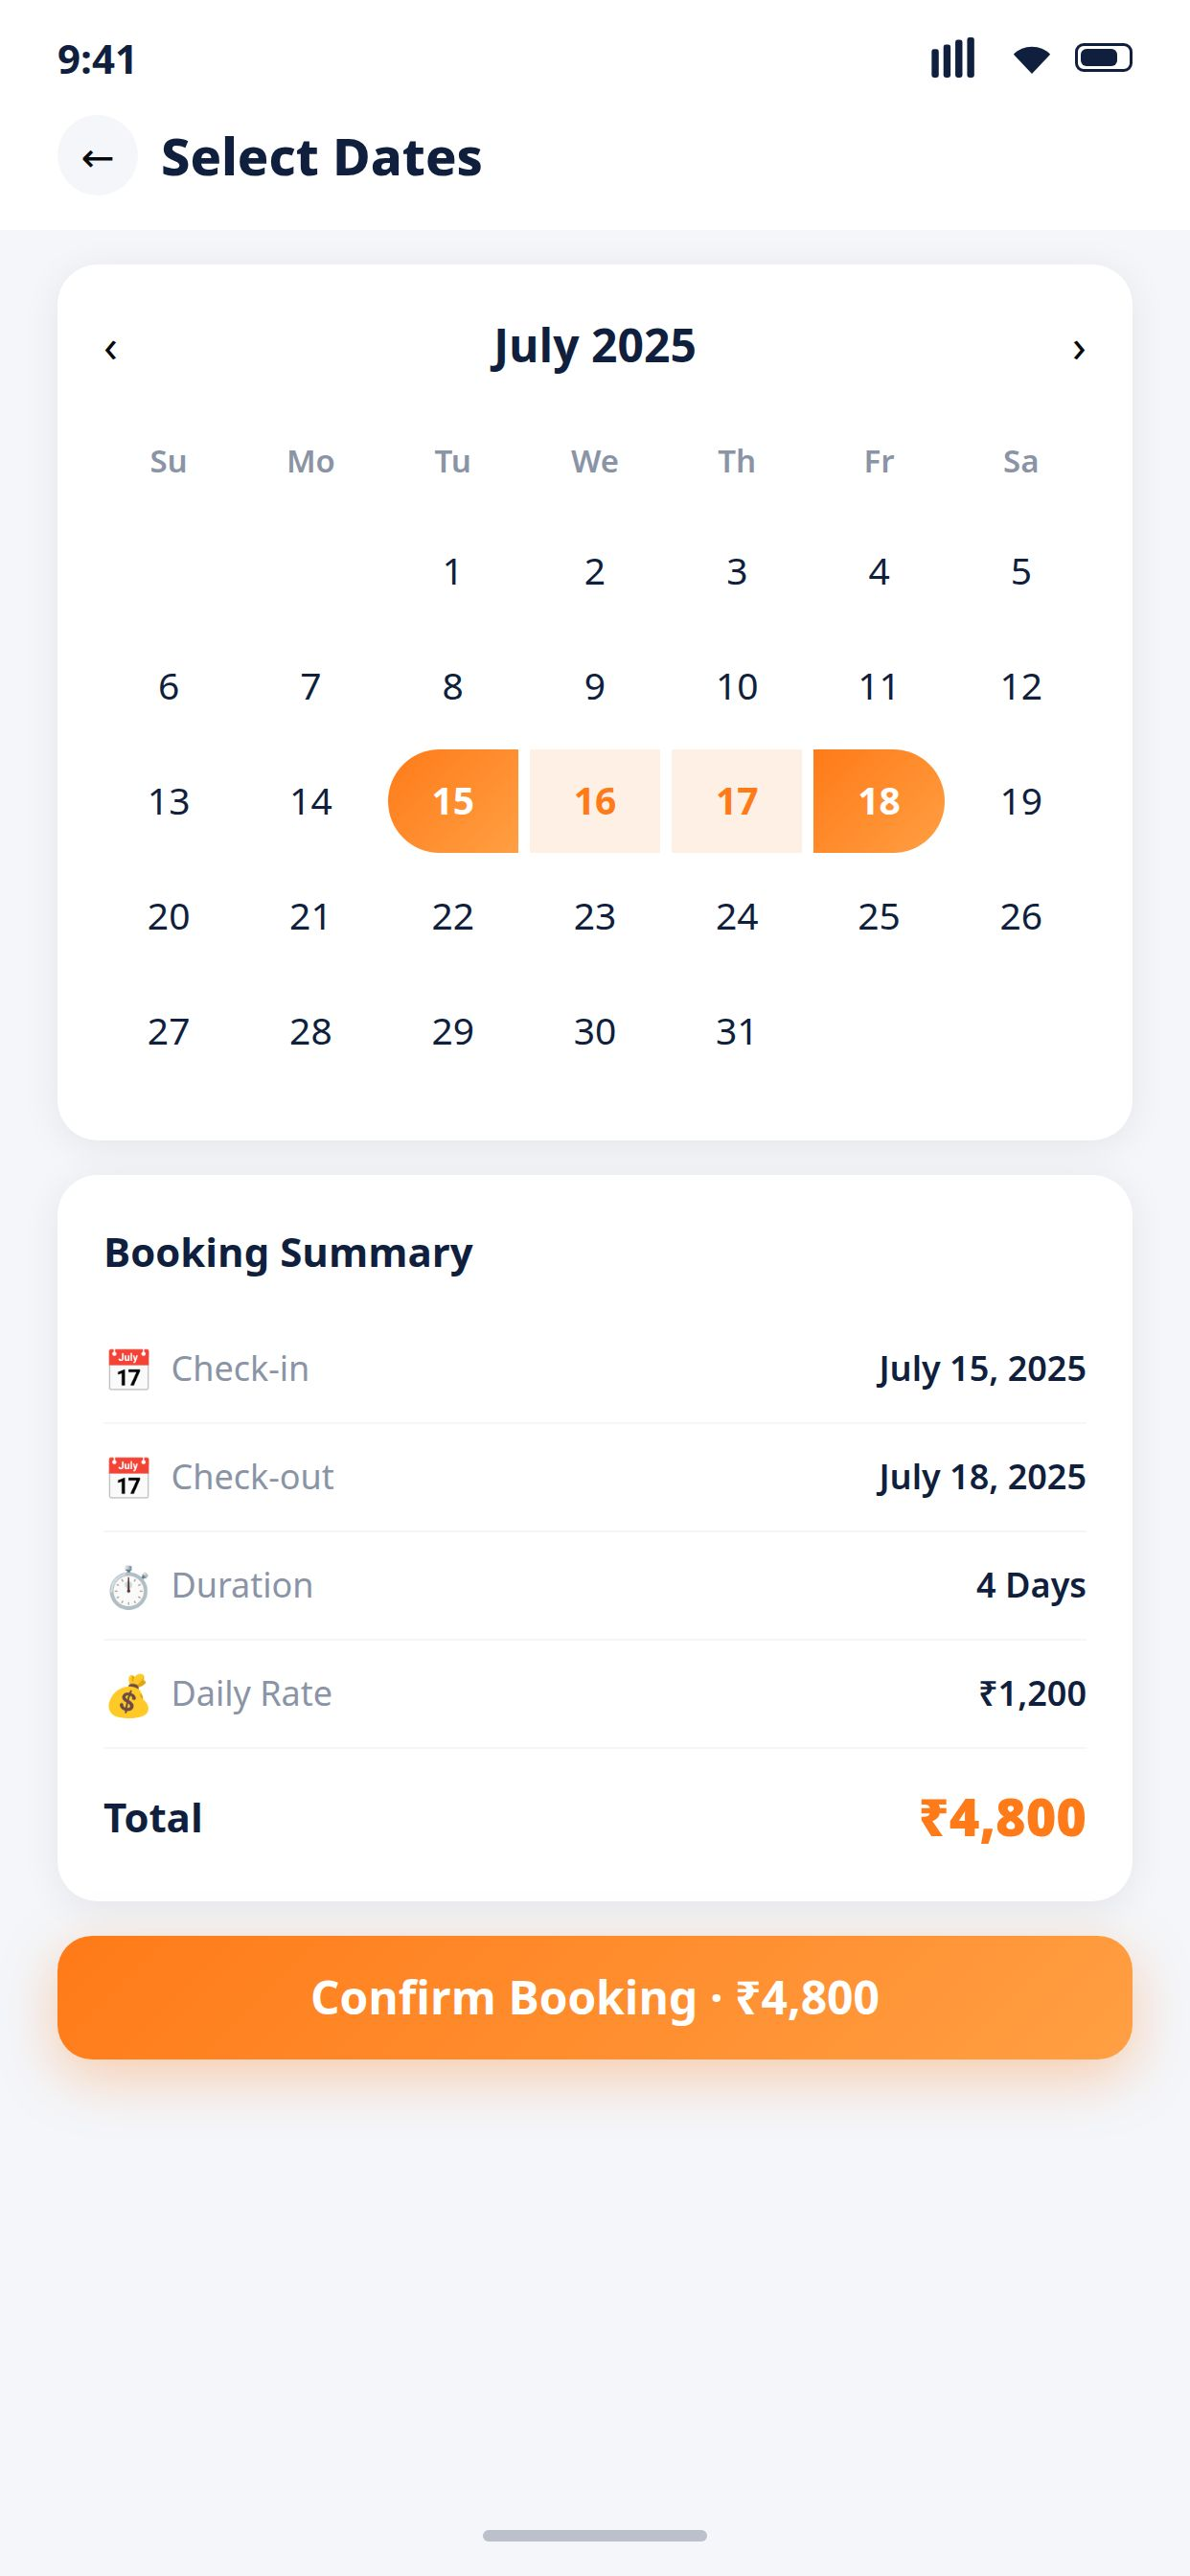 9:41
← Select Dates
‹ July 2025 ›
Su Mo Tu We Th Fr Sa
1 2 3 4 5
6 7 8 9 10 11 12
13 14 15 16 17 18 19
20 21 22 23 24 25 26
27 28 29 30 31
Booking Summary
📅 Check-in July 15, 2025
📅 Check-out July 18, 2025
⏱️ Duration 4 Days
💰 Daily Rate ₹1,200
Total ₹4,800
Confirm Booking · ₹4,800